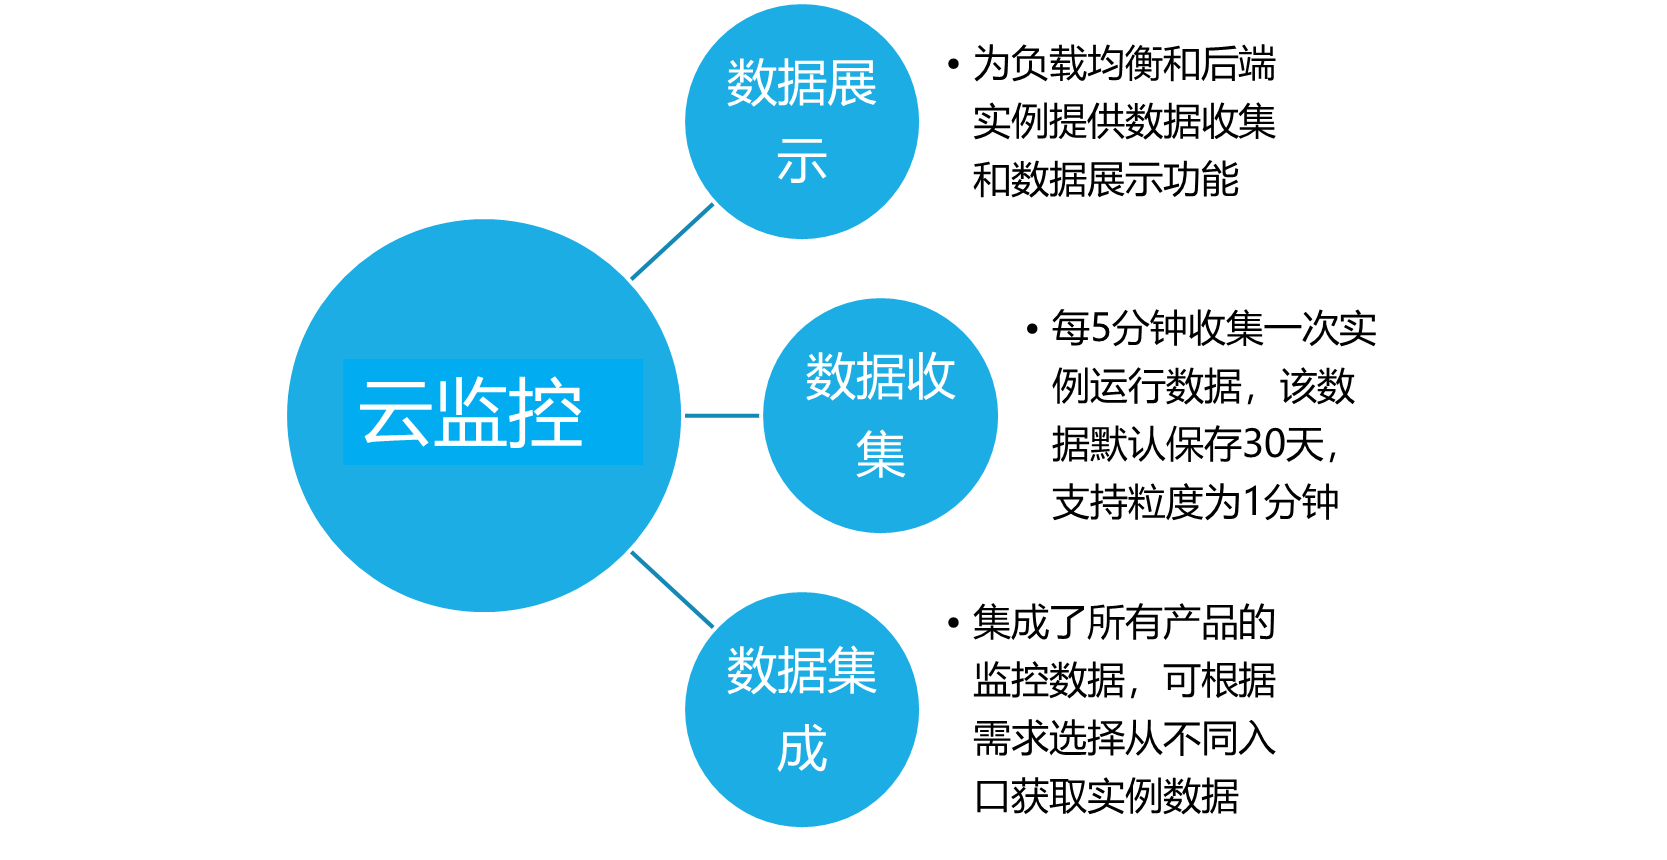 云监控
数据展
示
• 为负载均衡和后端
实例提供数据收集
和数据展示功能
数据收
集
• 每5分钟收集一次实
例运行数据，该数
据默认保存30天，
支持粒度为1分钟
数据集
成
• 集成了所有产品的
监控数据，可根据
需求选择从不同入
口获取实例数据